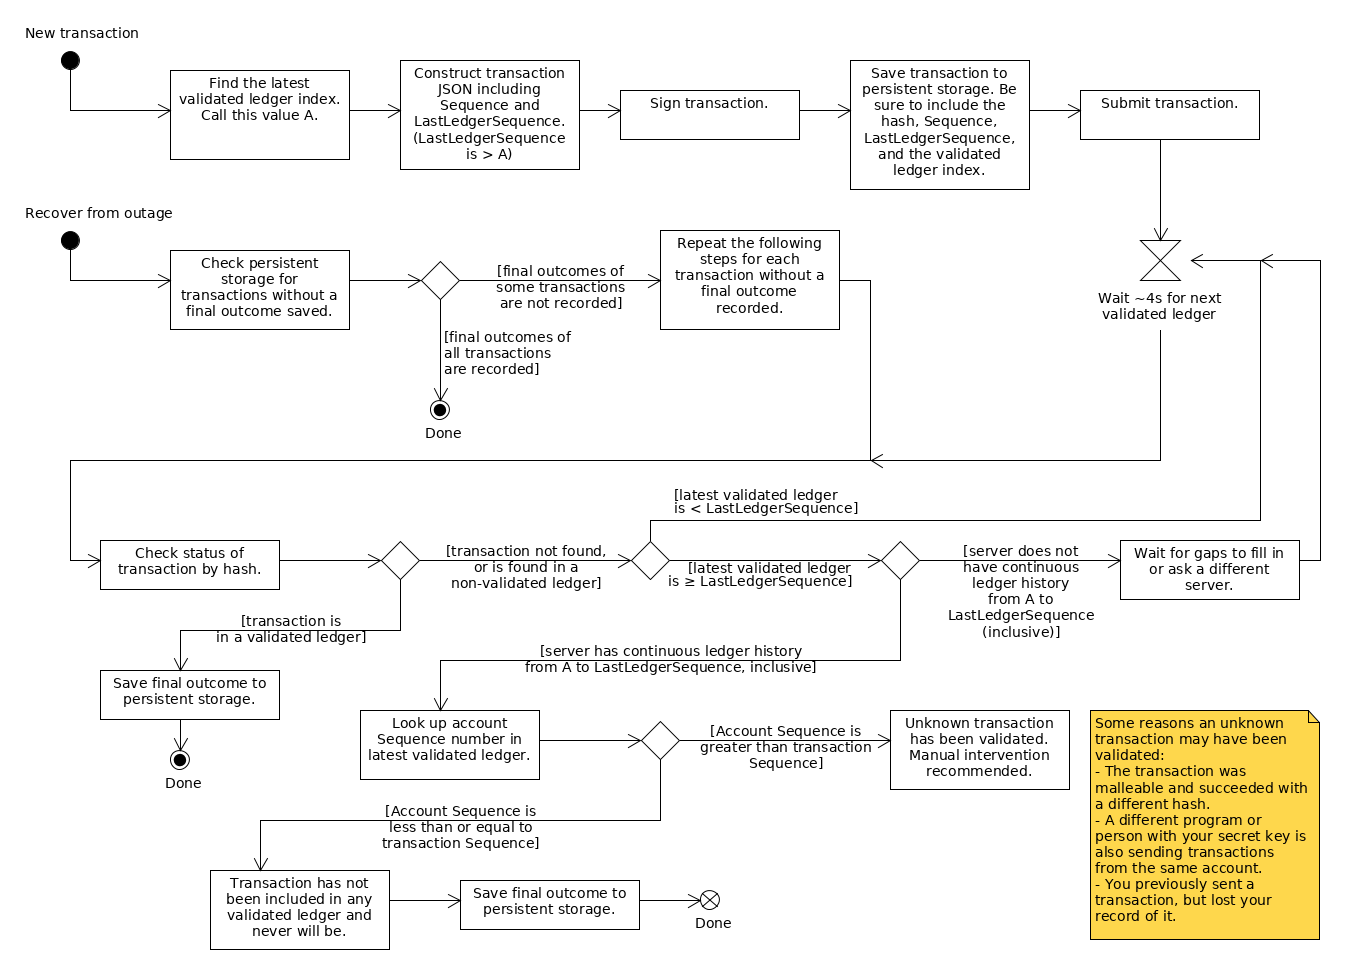 New transaction
Find the latest
validated ledger index.
Call this value A.
Construct transaction
JSON including
Sequence and
LastLedgerSequence.
(LastLedgerSequence
is > A)
Sign transaction.
Save transaction to
persistent storage. Be
sure to include the
hash, Sequence,
LastLedgerSequence,
and the validated
ledger index.
Submit transaction.
Recover from outage
Check persistent
storage for
transactions without a
final outcome saved.
[final outcomes of
some transactions
are not recorded]
Repeat the following
steps for each
transaction without a
final outcome
recorded.
Wait ~4s for next
validated ledger
[final outcomes of
all transactions
are recorded]
Done
[latest validated ledger
is < LastLedgerSequence]
Check status of
transaction by hash.
[transaction not found,
or is found in a
non-validated ledger]
[latest validated ledger
is ≥ LastLedgerSequence]
[server does not
have continuous
ledger history
from A to
LastLedgerSequence
(inclusive)]
Wait for gaps to fill in
or ask a different
server.
[transaction is
in a validated ledger]
[server has continuous ledger history
from A to LastLedgerSequence, inclusive]
Save final outcome to
persistent storage.
Done
Look up account
Sequence number in
latest validated ledger.
[Account Sequence is
greater than transaction
Sequence]
Unknown transaction
has been validated.
Manual intervention
recommended.
Some reasons an unknown
transaction may have been
validated:
- The transaction was
malleable and succeeded with
a different hash.
- A different program or
person with your secret key is
also sending transactions
from the same account.
- You previously sent a
transaction, but lost your
record of it.
[Account Sequence is
less than or equal to
transaction Sequence]
Transaction has not
been included in any
validated ledger and
never will be.
Save final outcome to
persistent storage.
Done